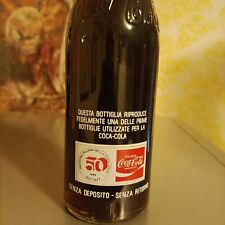 QUESTA BOTTIGLIA RIPRODUCE
FEDELMENTE UNA DELLE PRIME
BOTTIGLIE UTILIZZATE PER LA
COCA-COLA
50
Coca-Cola
SENZA DEPOSITO - SENZA RITORNO